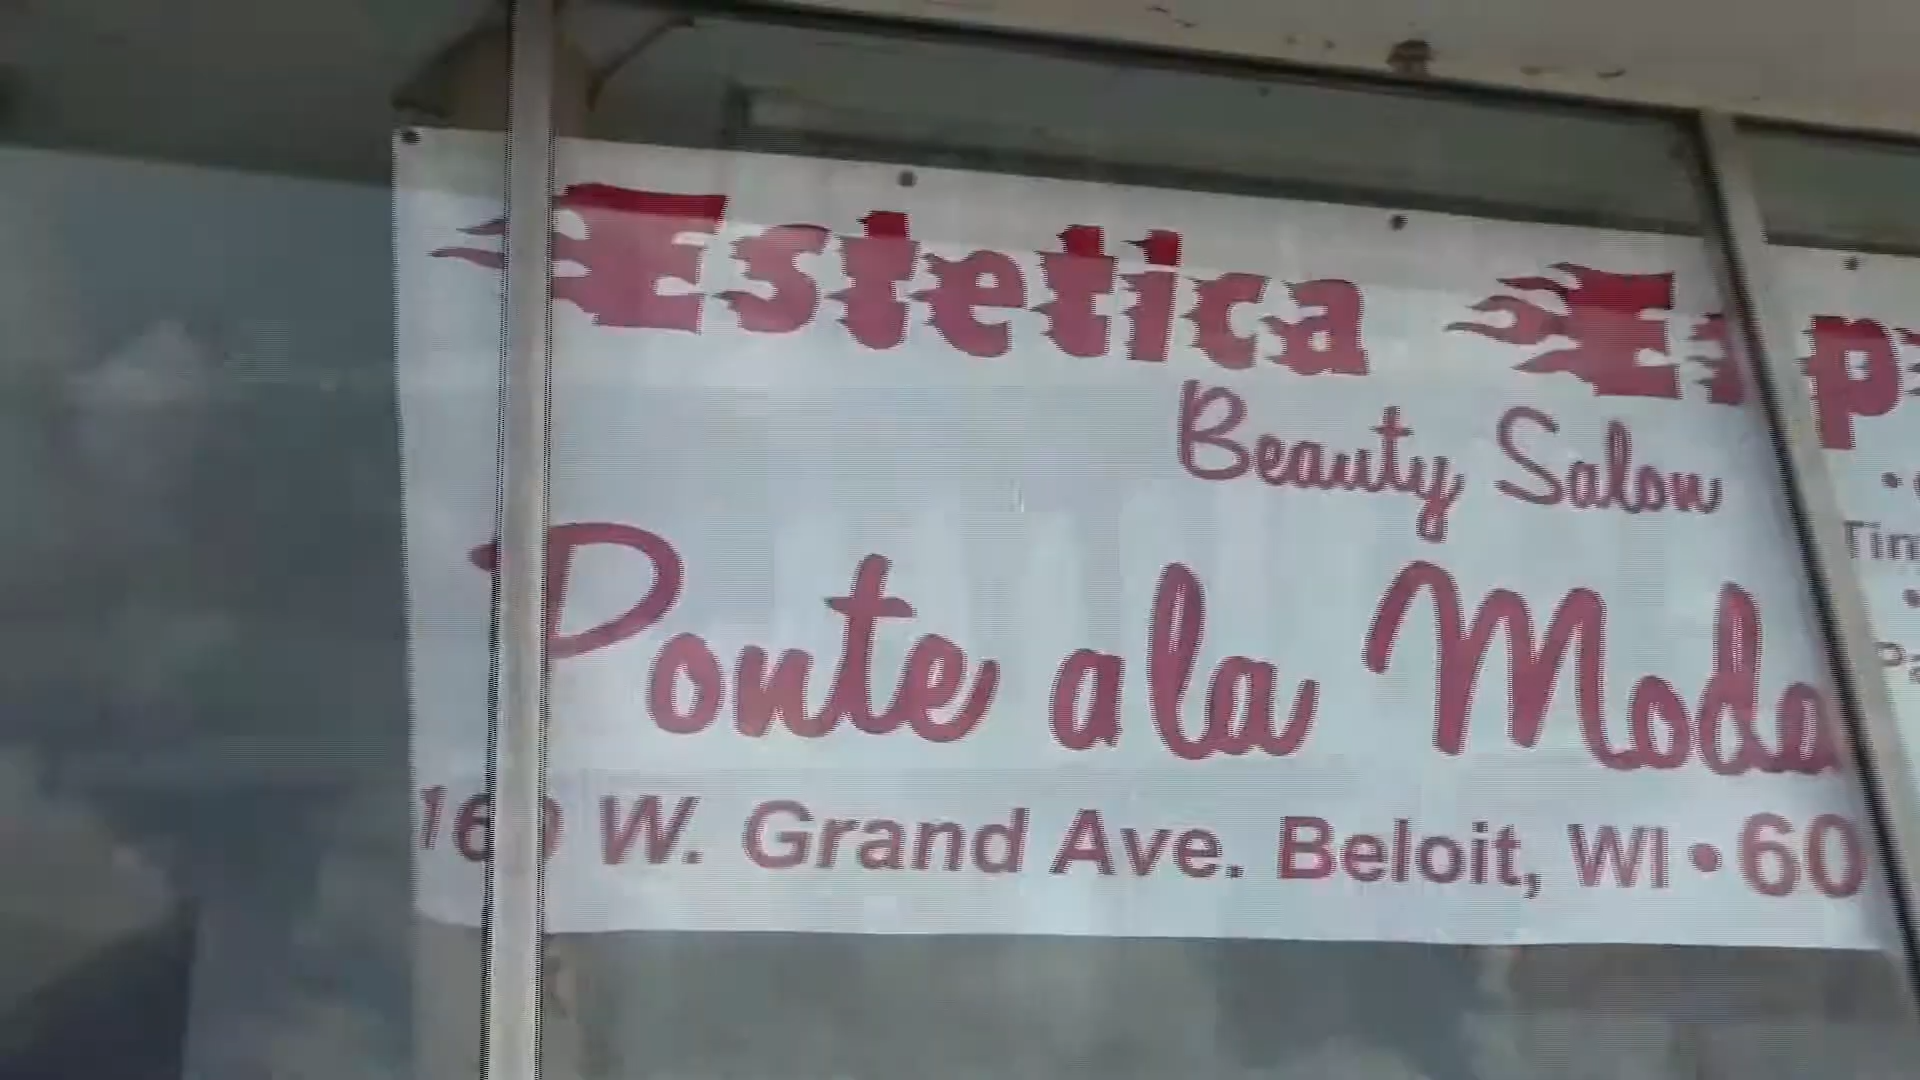 Estetica
Beauty Salon
Ponte a la Moda
W. Grand Ave. Beloit, WI • 60